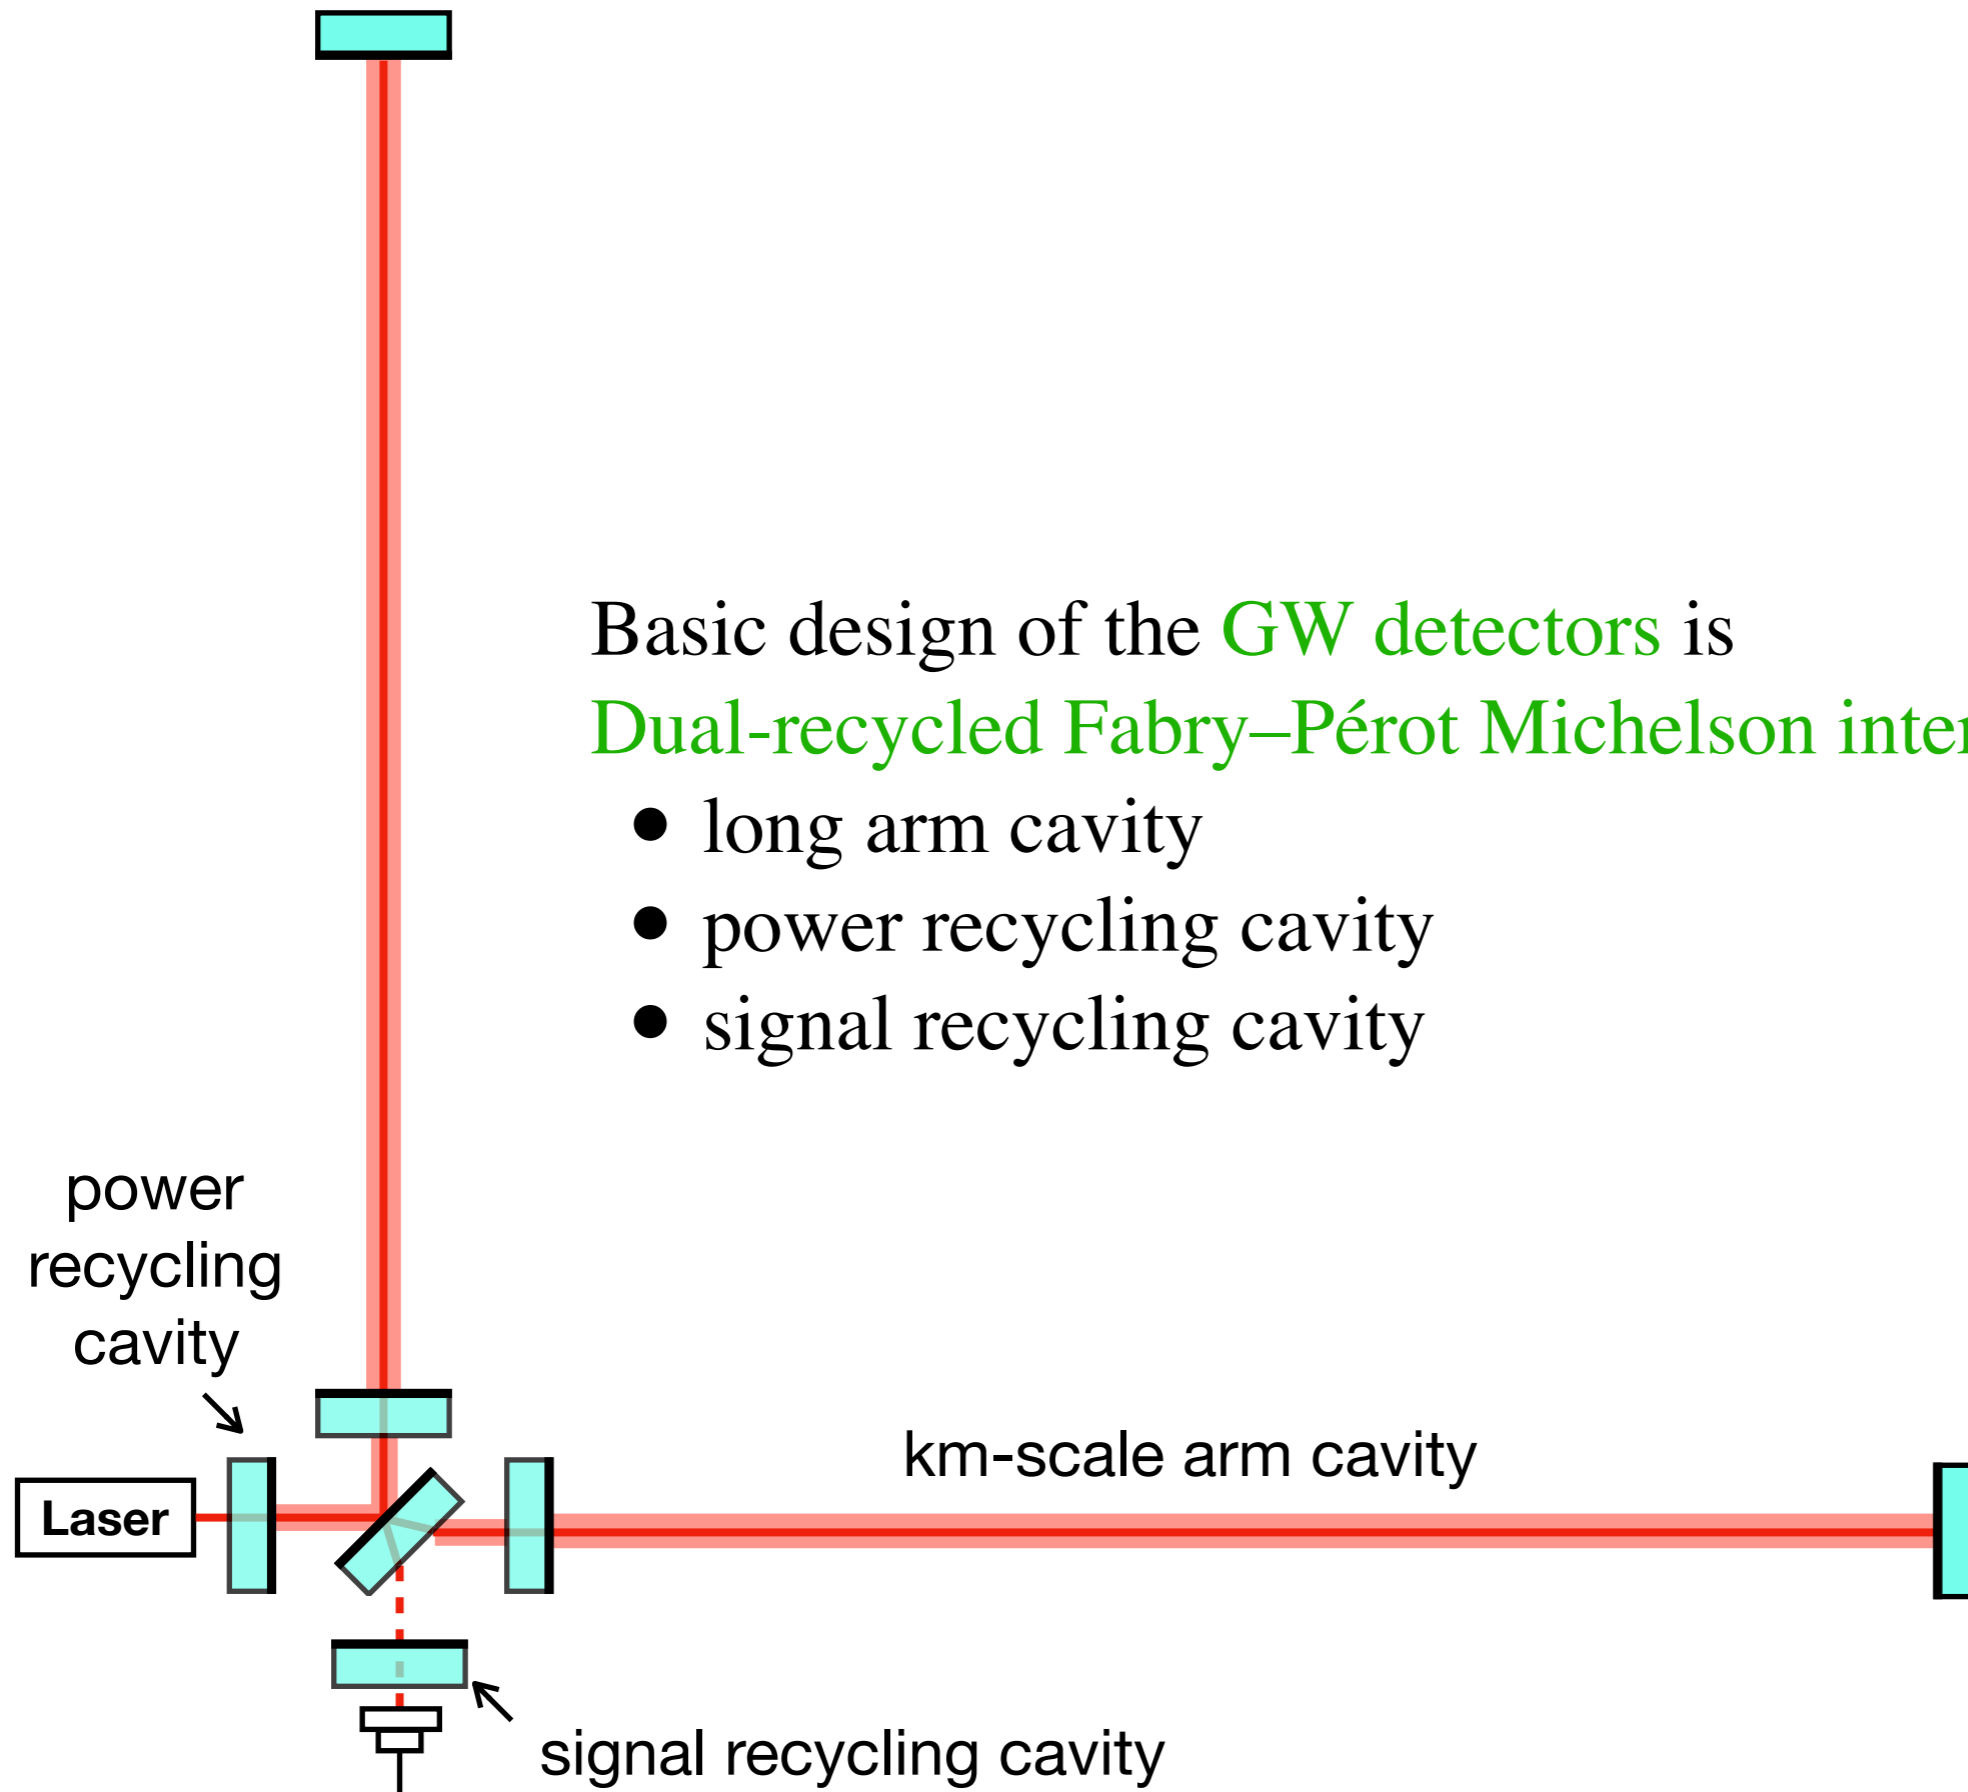 Basic design of the GW detectors is
Dual-recycled Fabry–Pérot Michelson
• long arm cavity
• power recycling cavity
• signal recycling cavity
power
recycling
cavity
Laser
km-scale arm cavity
signal recycling cavity